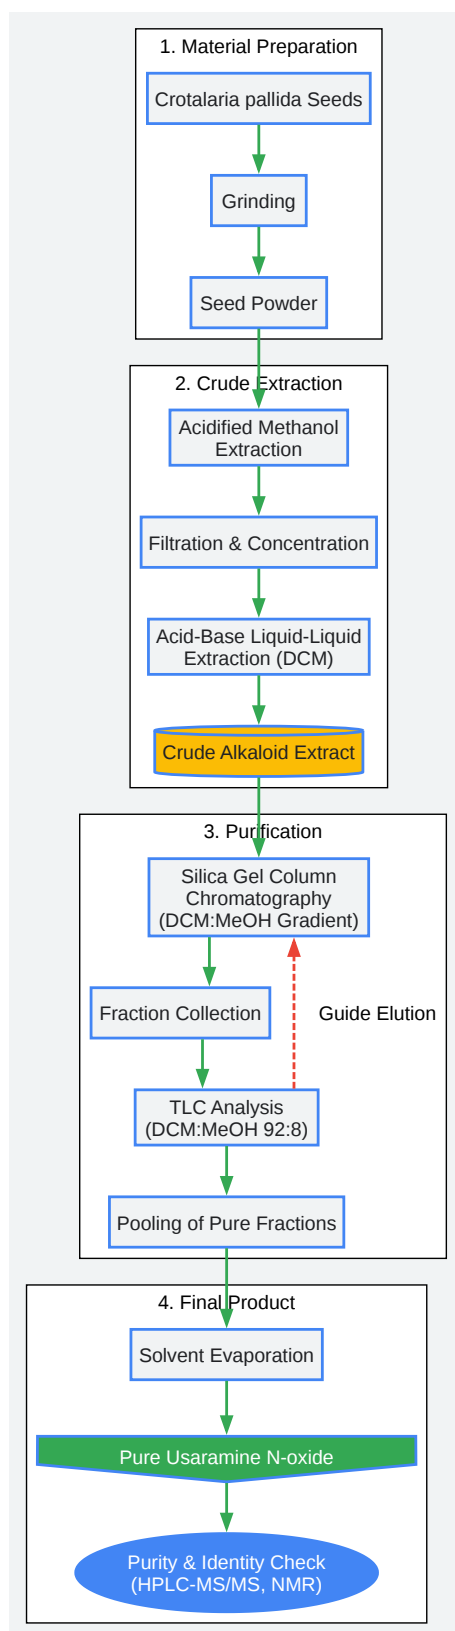 1. Material Preparation
Crotalaria pallida Seeds
Grinding
Seed Powder
2. Crude Extraction
Acidified Methanol
Extraction
Filtration & Concentration
Acid-Base Liquid-Liquid
Extraction (DCM)
Crude Alkaloid Extract
3. Purification
Silica Gel Column
Chromatography
(DCM:MeOH Gradient)
Fraction Collection
Guide Elution
TLC Analysis
(DCM:MeOH 92:8)
Pooling of Pure Fractions
4. Final Product
Solvent Evaporation
Pure Usaramine N-oxide
Purity & Identity Check
(HPLC-MS/MS, NMR)